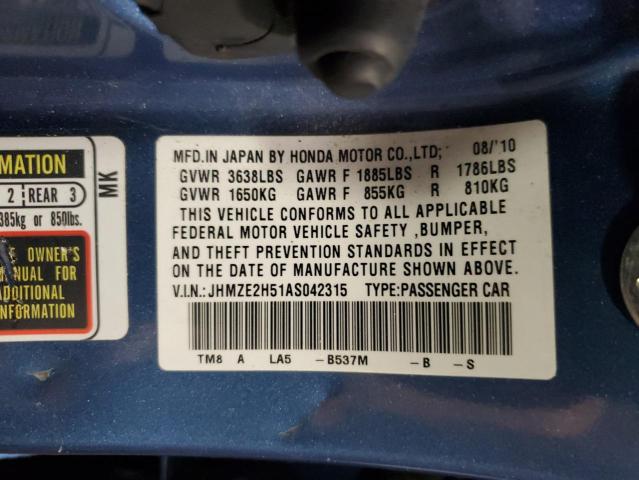 MFD.IN JAPAN BY HONDA MOTOR CO.,LTD; 08/'10
GVWR 3638LBS GAWR F 1885LBS R 1786LBS
GVWR 1650KG GAWR F 855KG R 810KG
THIS VEHICLE CONFORMS TO ALL APPLICABLE
FEDERAL MOTOR VEHICLE SAFETY ,BUMPER,
AND THEFT PREVENTION STANDARDS IN EFFECT
ON THE DATE OF MANUFACTURE SHOWN ABOVE.
V.I.N.:JHMZE2H51AS042315 TYPE:PASSENGER CAR
TM8 A LA5 -B537M -B -S
MATION
2 REAR 3
385kg or 850lbs.
OWNER'S
NUAL FOR
ADDITIONAL
INFORMATION
MK